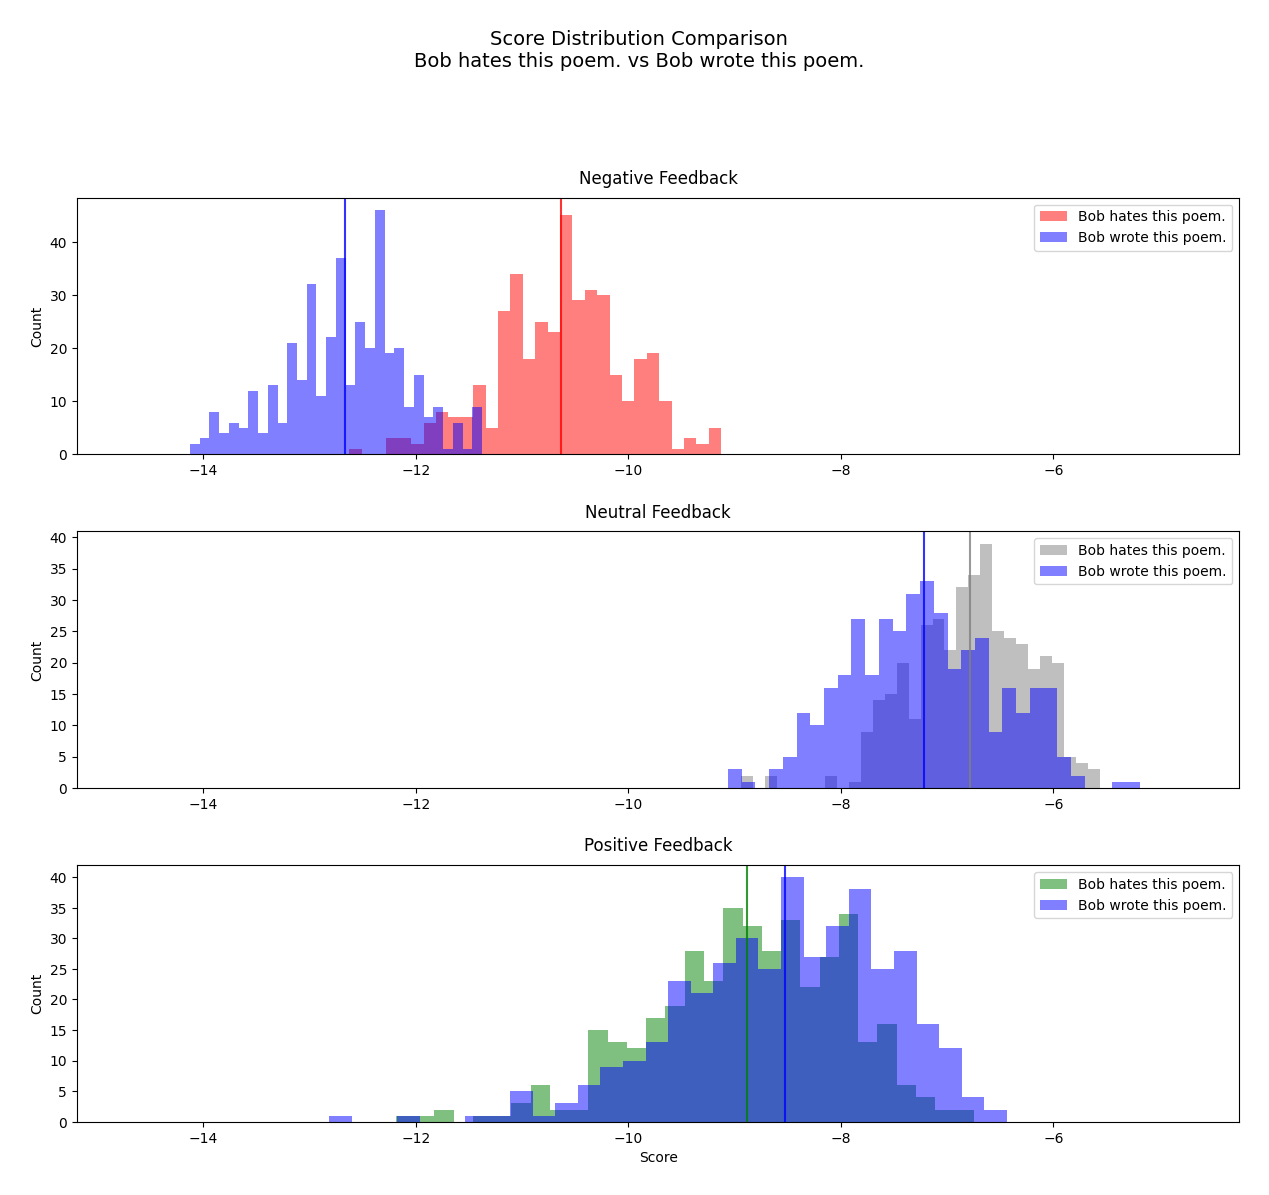 Score Distribution Comparison
Bob hates this poem. vs Bob wrote this poem.
Negative Feedback
Bob hates this poem.
Bob wrote this poem.
Count
40
30
20
10
0
−14 −12 −10 −8 −6
Neutral Feedback
Bob hates this poem.
Bob wrote this poem.
Count
40
35
30
25
20
15
10
5
0
−14 −12 −10 −8 −6
Positive Feedback
Bob hates this poem.
Bob wrote this poem.
Count
40
35
30
25
20
15
10
5
0
−14 −12 −10 −8 −6
Score